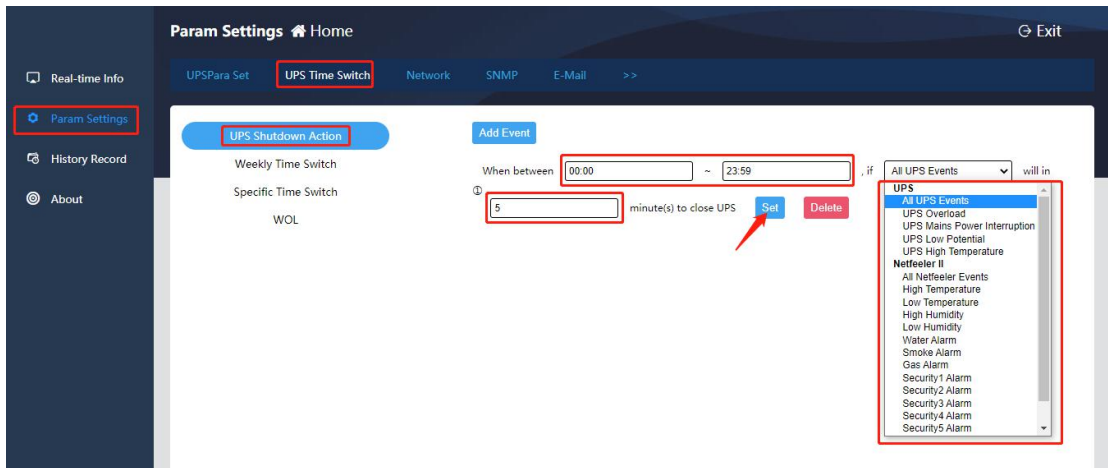 Param Settings Home
Exit
Real-time Info
Param Settings
History Record
About
UPSPara Set UPS Time Switch Network SNMP E-Mail >>
UPS Shutdown Action
Weekly Time Switch
Specific Time Switch
WOL
Add Event
When between 00:00 ~ 23:59 , if All UPS Events will in
① 5 minute(s) to close UPS Set Delete
UPS
All UPS Events
UPS Overload
UPS Mains Power Interruption
UPS Low Potential
UPS High Temperature
Netfeeler II
All Netfeeler Events
High Temperature
Low Temperature
High Humidity
Low Humidity
Water Alarm
Smoke Alarm
Gas Alarm
Security1 Alarm
Security2 Alarm
Security3 Alarm
Security4 Alarm
Security5 Alarm